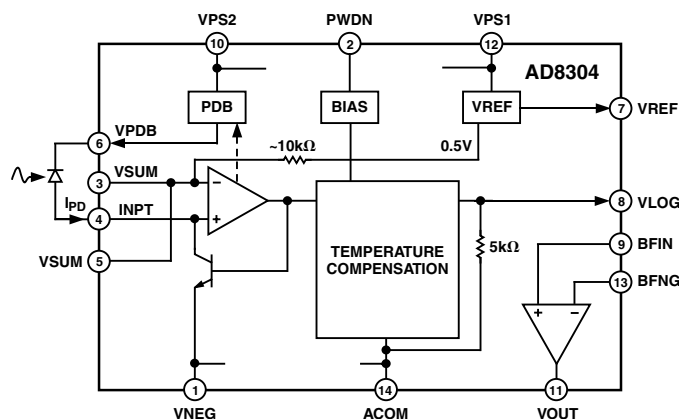 VPS2 PWDN VPS1
10 2 12
AD8304
PDB BIAS VREF 7 VREF
6 VPDB
~10kΩ 0.5V
3 VSUM − 
IPD 4 INPT + 8 VLOG
TEMPERATURE COMPENSATION
5kΩ
9 BFIN
5
VSUM
13 BFNG
+ −
1 14 11
VNEG ACOM VOUT